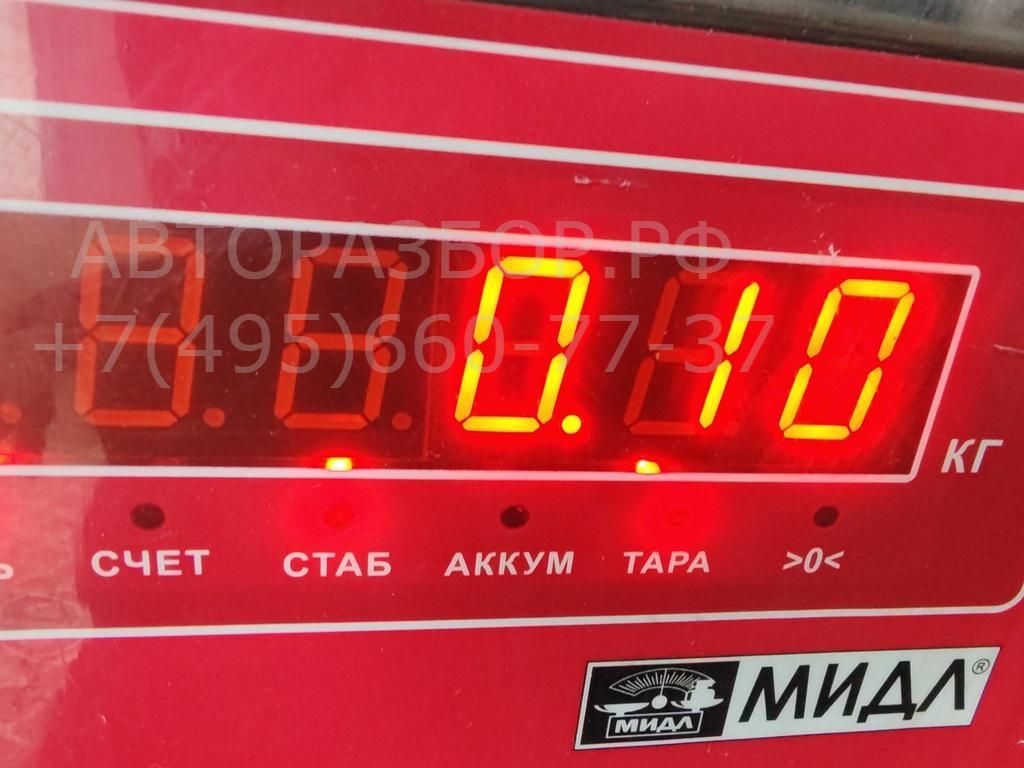 АВТОРАЗБОР.РФ
+7(495)660-77-37
0.10
КГ
Ь СЧЕТ СТАБ АККУМ ТАРА >0<
МИДЛ МИДЛ®